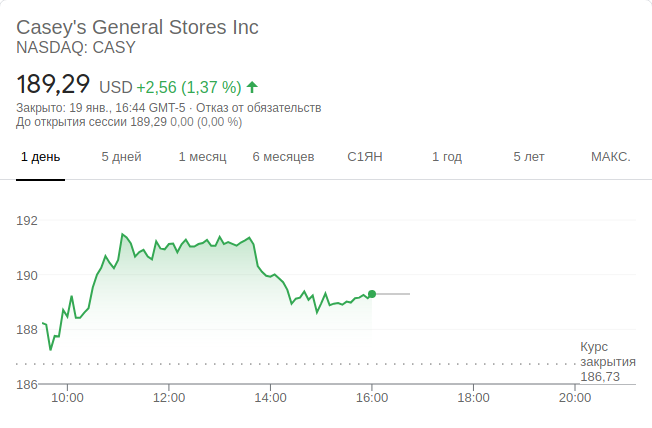 Casey's General Stores Inc
NASDAQ: CASY
189,29 USD +2,56 (1,37 %)
Закрыто: 19 янв., 16:44 GMT-5 · Отказ от обязательств
До открытия сессии 189,29 0,00 (0,00 %)
1 день 5 дней 1 месяц 6 месяцев С1ЯН 1 год 5 лет МАКС.
192
190
188
Курс
закрытия
186,73
186
10:00 12:00 14:00 16:00 18:00 20:00